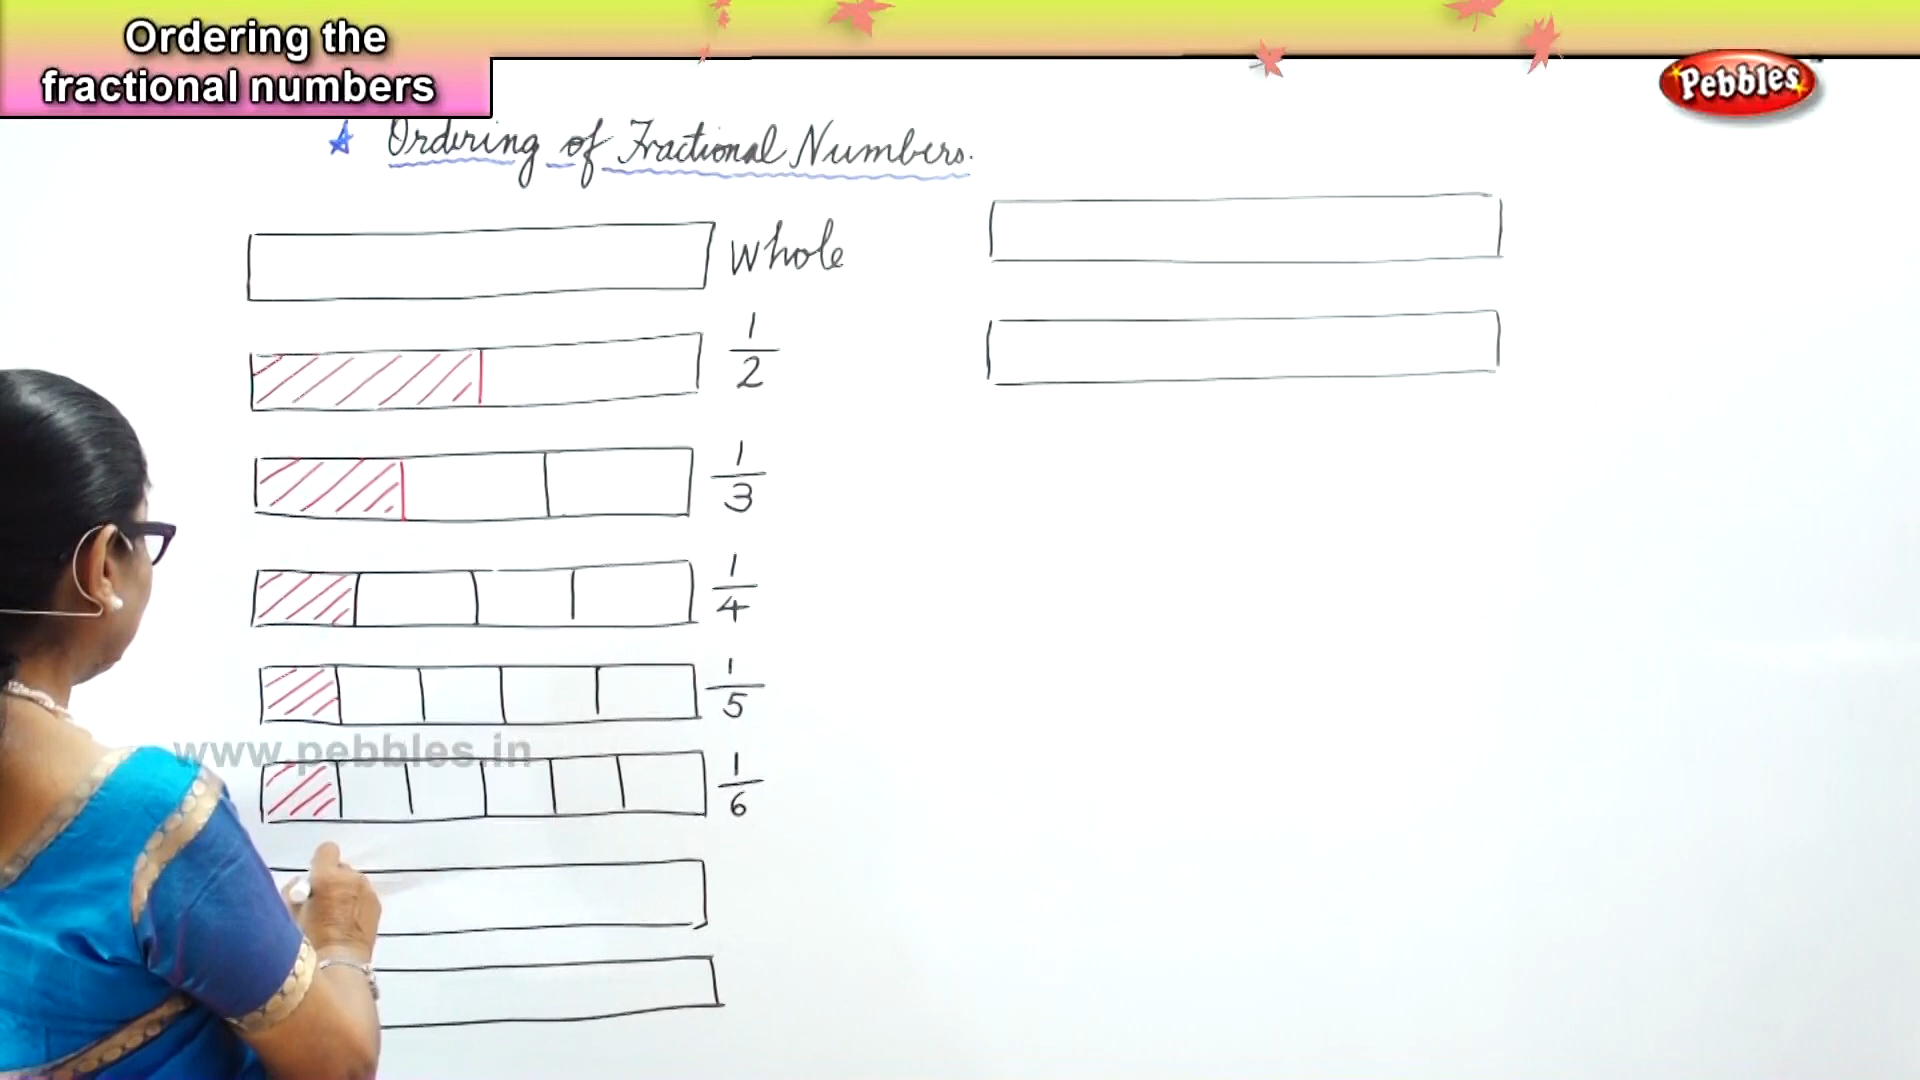 Ordering the
fractional numbers
Pebbles
★ Ordering of Fractional Numbers.
Whole
1/2
1/3
1/4
1/5
www.pebbles.in
1/6